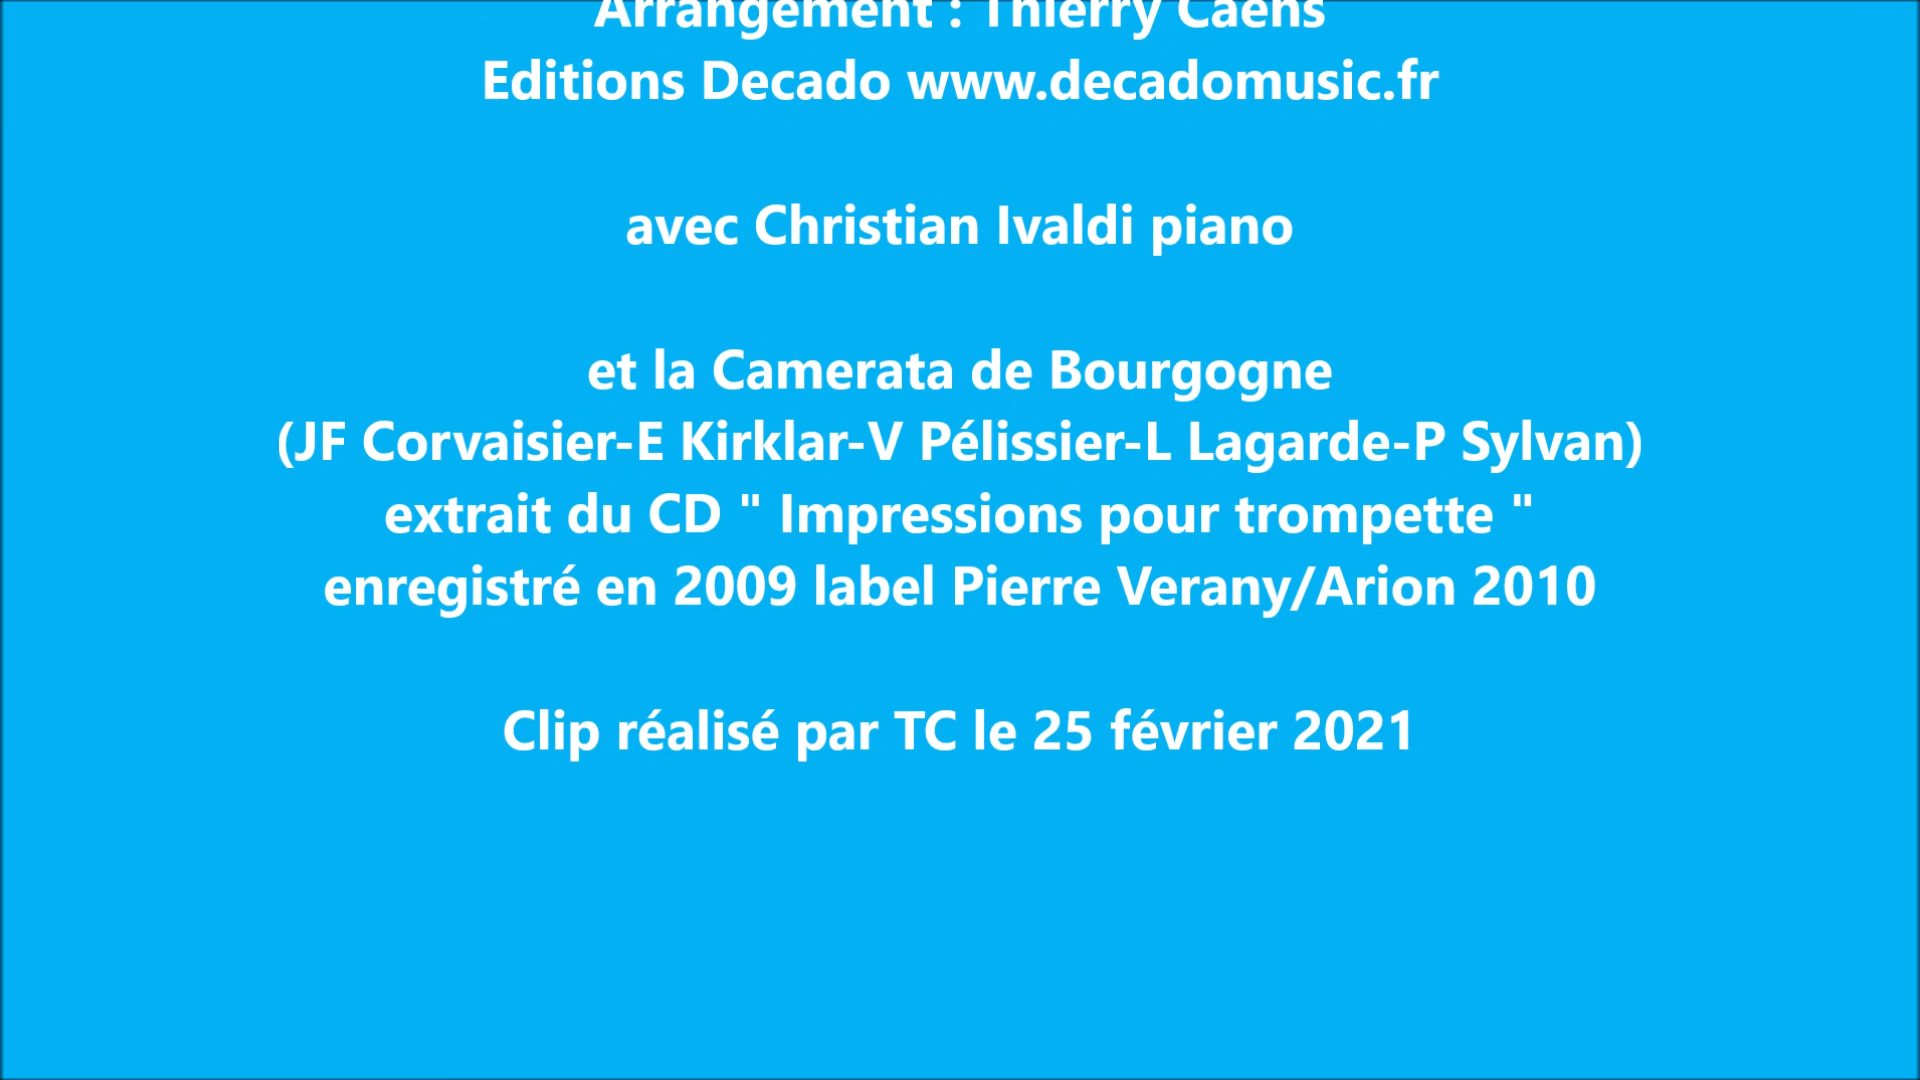 Arrangement : Thierry Caens
Editions Decado www.decadomusic.fr
avec Christian Ivaldi piano
et la Camerata de Bourgogne
(JF Corvaisier-E Kirklar-V Pélissier-L Lagarde-P Sylvan)
extrait du CD " Impressions pour trompette "
enregistré en 2009 label Pierre Verany/Arion 2010
Clip réalisé par TC le 25 février 2021